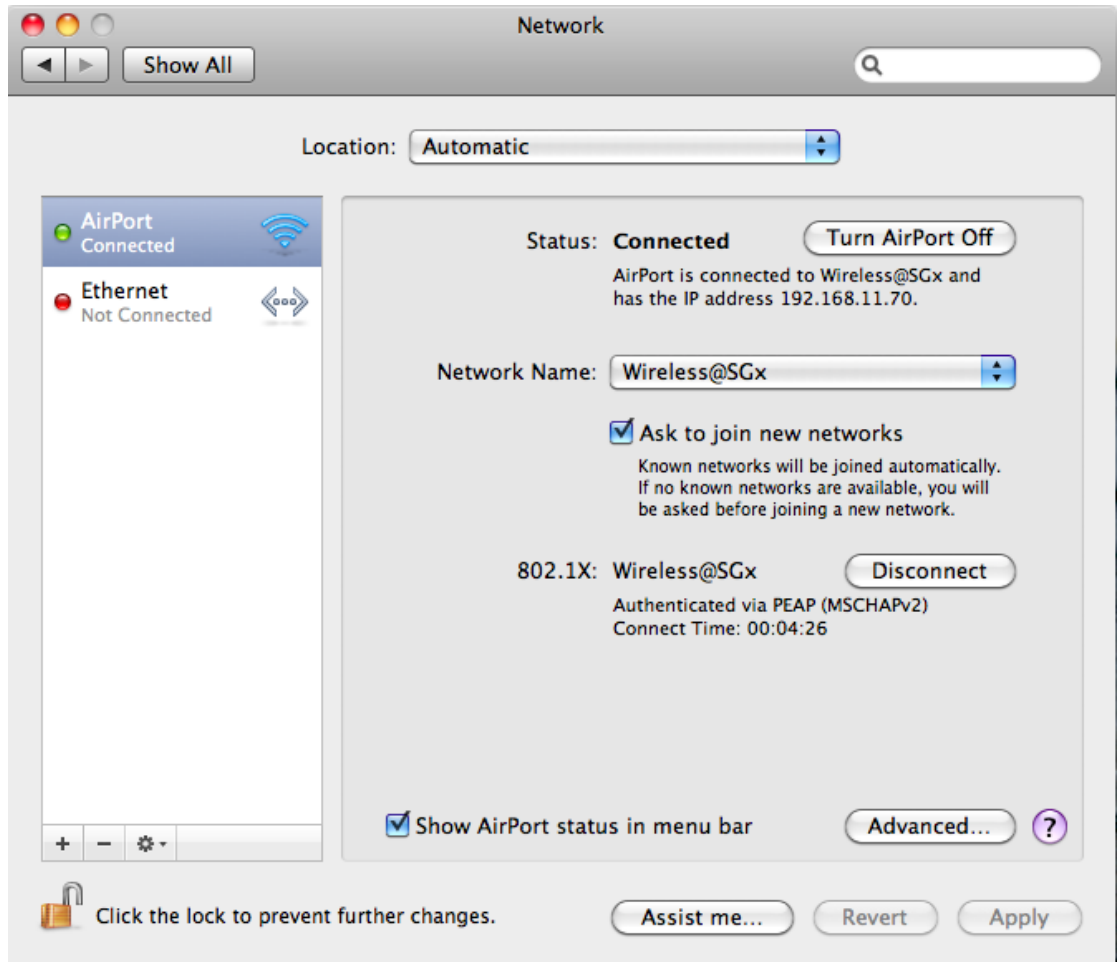 Network
Show All
Location: Automatic
AirPort
Connected
Ethernet
Not Connected
Status: Connected Turn AirPort Off
AirPort is connected to Wireless@SGx and
has the IP address 192.168.11.70.
Network Name: Wireless@SGx
Ask to join new networks
Known networks will be joined automatically.
If no known networks are available, you will
be asked before joining a new network.
802.1X: Wireless@SGx Disconnect
Authenticated via PEAP (MSCHAPv2)
Connect Time: 00:04:26
Show AirPort status in menu bar Advanced... ?
Click the lock to prevent further changes. Assist me... Revert Apply